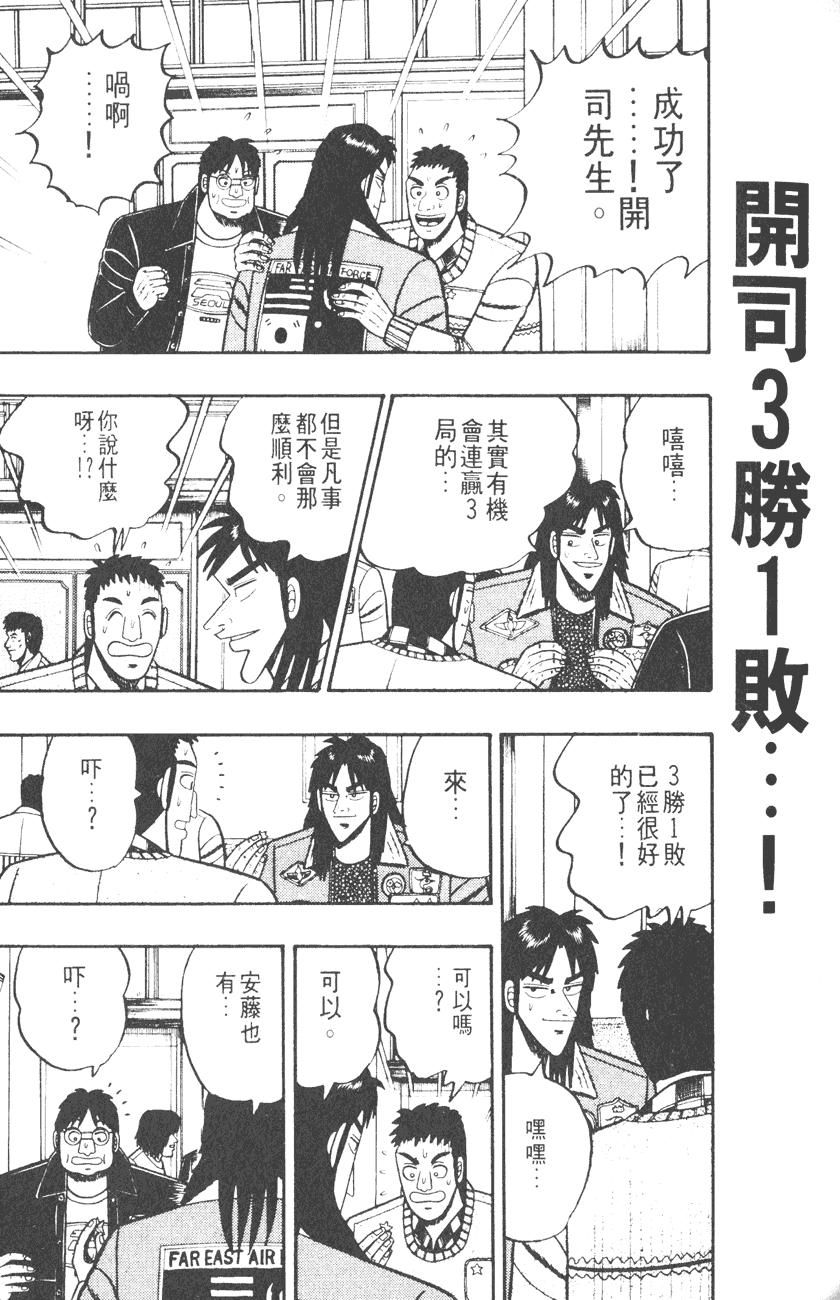 開司3勝1敗…!
成功了
……!開
司先生。
喎啊
……!
FAR EAST AIR FORCE
SEOUL
嘻嘻…
其實有機
會連贏3
局的…
但是凡事
都不會那
麼順利。
你說什麼
呀…!?
3勝1敗
已經很好
的了…!
嘿嘿…
來…
吓…?
可以嗎
…?
可以。
安藤也
有…
吓…?
FAR EAST AIR